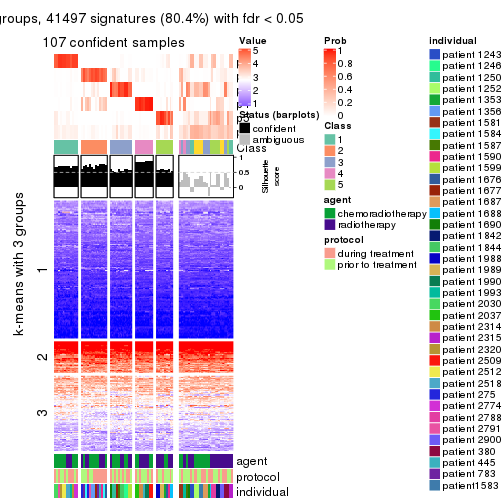 groups, 41497 signatures (80.4%) with fdr < 0.05
107 confident samples
k-means with 3 groups
1
2
3
Class
1
0.5
0
Silhouette
score
agent
protocol
individual
Value
5
4
3
2
1
Status (barplots)
confident
ambiguous
Prob
1
0.8
0.6
0.4
0.2
0
Class
1
2
3
4
5
agent
chemoradiotherapy
radiotherapy
protocol
during treatment
prior to treatment
individual
patient 1243
patient 1246
patient 1250
patient 1252
patient 1353
patient 1356
patient 1581
patient 1584
patient 1587
patient 1590
patient 1599
patient 1676
patient 1677
patient 1687
patient 1688
patient 1690
patient 1842
patient 1844
patient 1988
patient 1989
patient 1990
patient 1993
patient 2030
patient 2037
patient 2314
patient 2315
patient 2320
patient 2509
patient 2512
patient 2518
patient 275
patient 2774
patient 2788
patient 2791
patient 2900
patient 380
patient 445
patient 783
patient1583